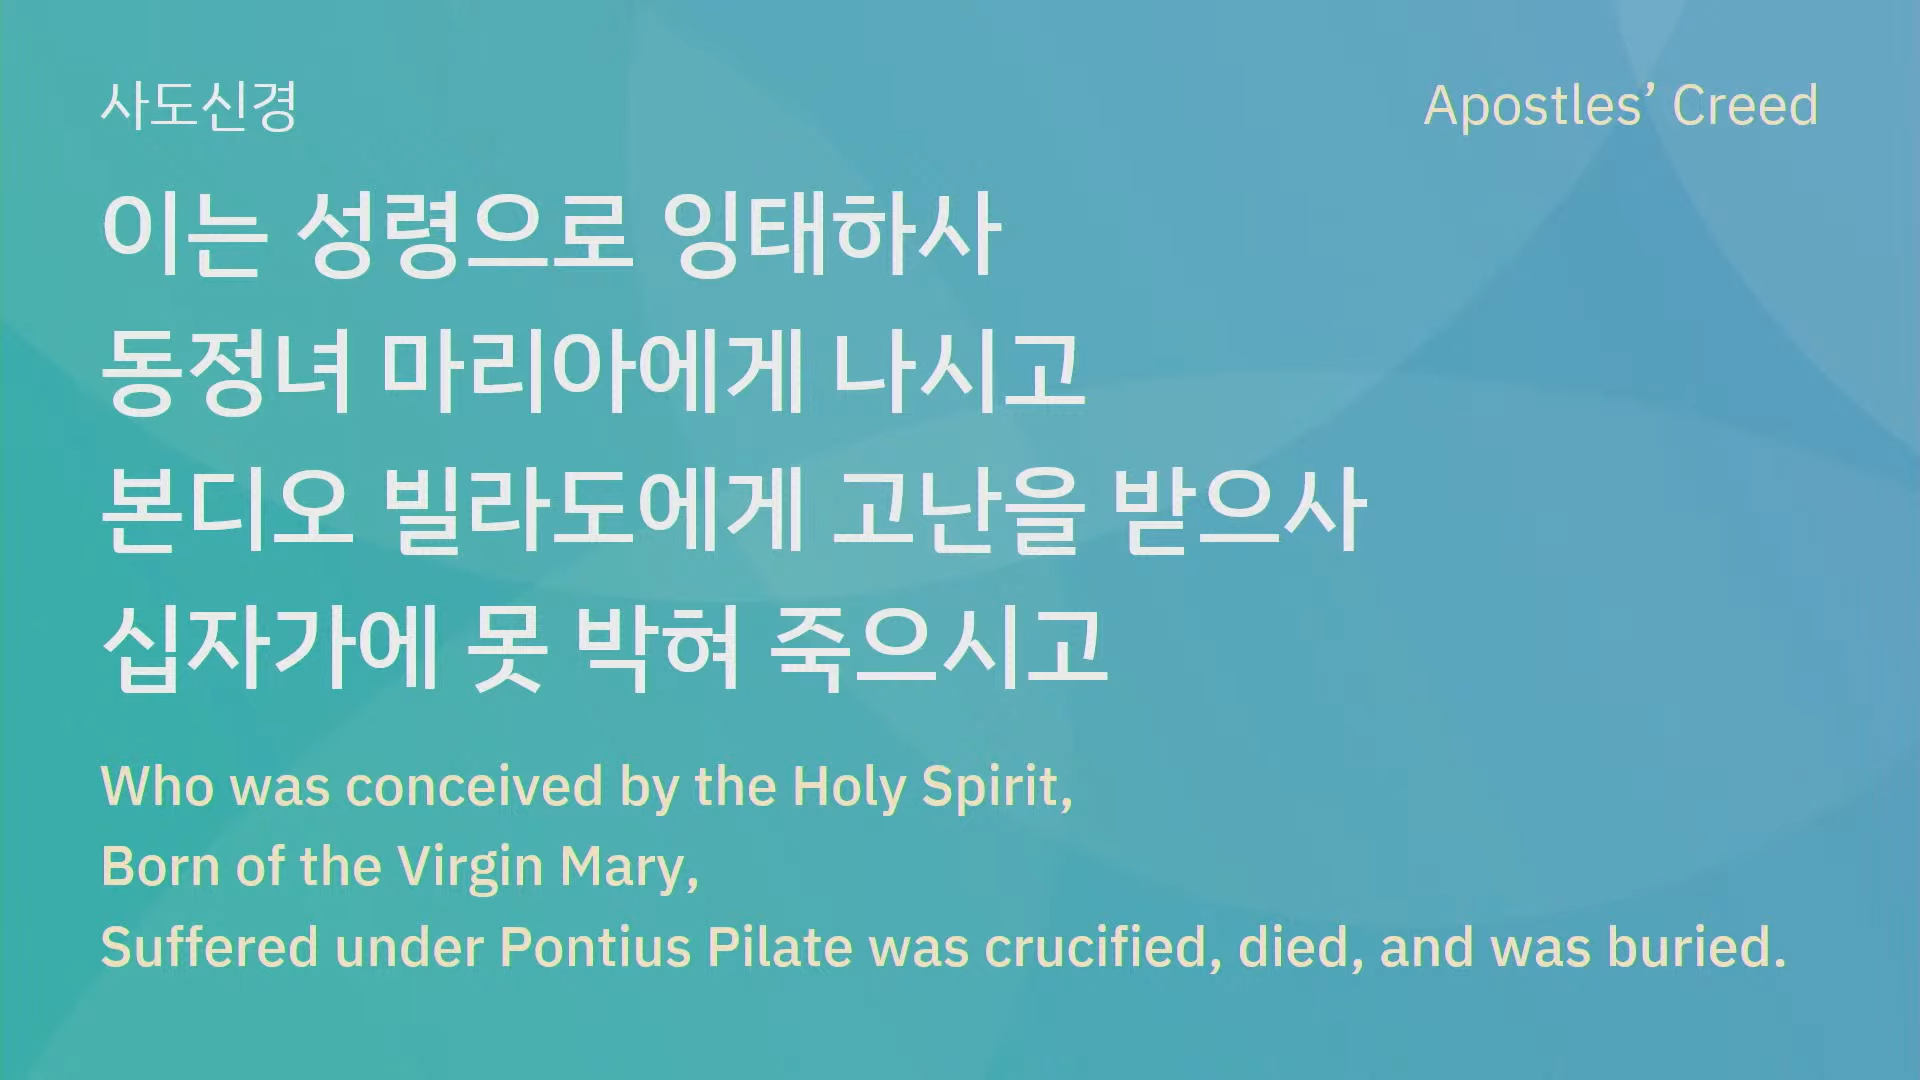 사도신경
Apostles’ Creed
이는 성령으로 잉태하사
동정녀 마리아에게 나시고
본디오 빌라도에게 고난을 받으사
십자가에 못 박혀 죽으시고
Who was conceived by the Holy Spirit,
Born of the Virgin Mary,
Suffered under Pontius Pilate was crucified, died, and was buried.